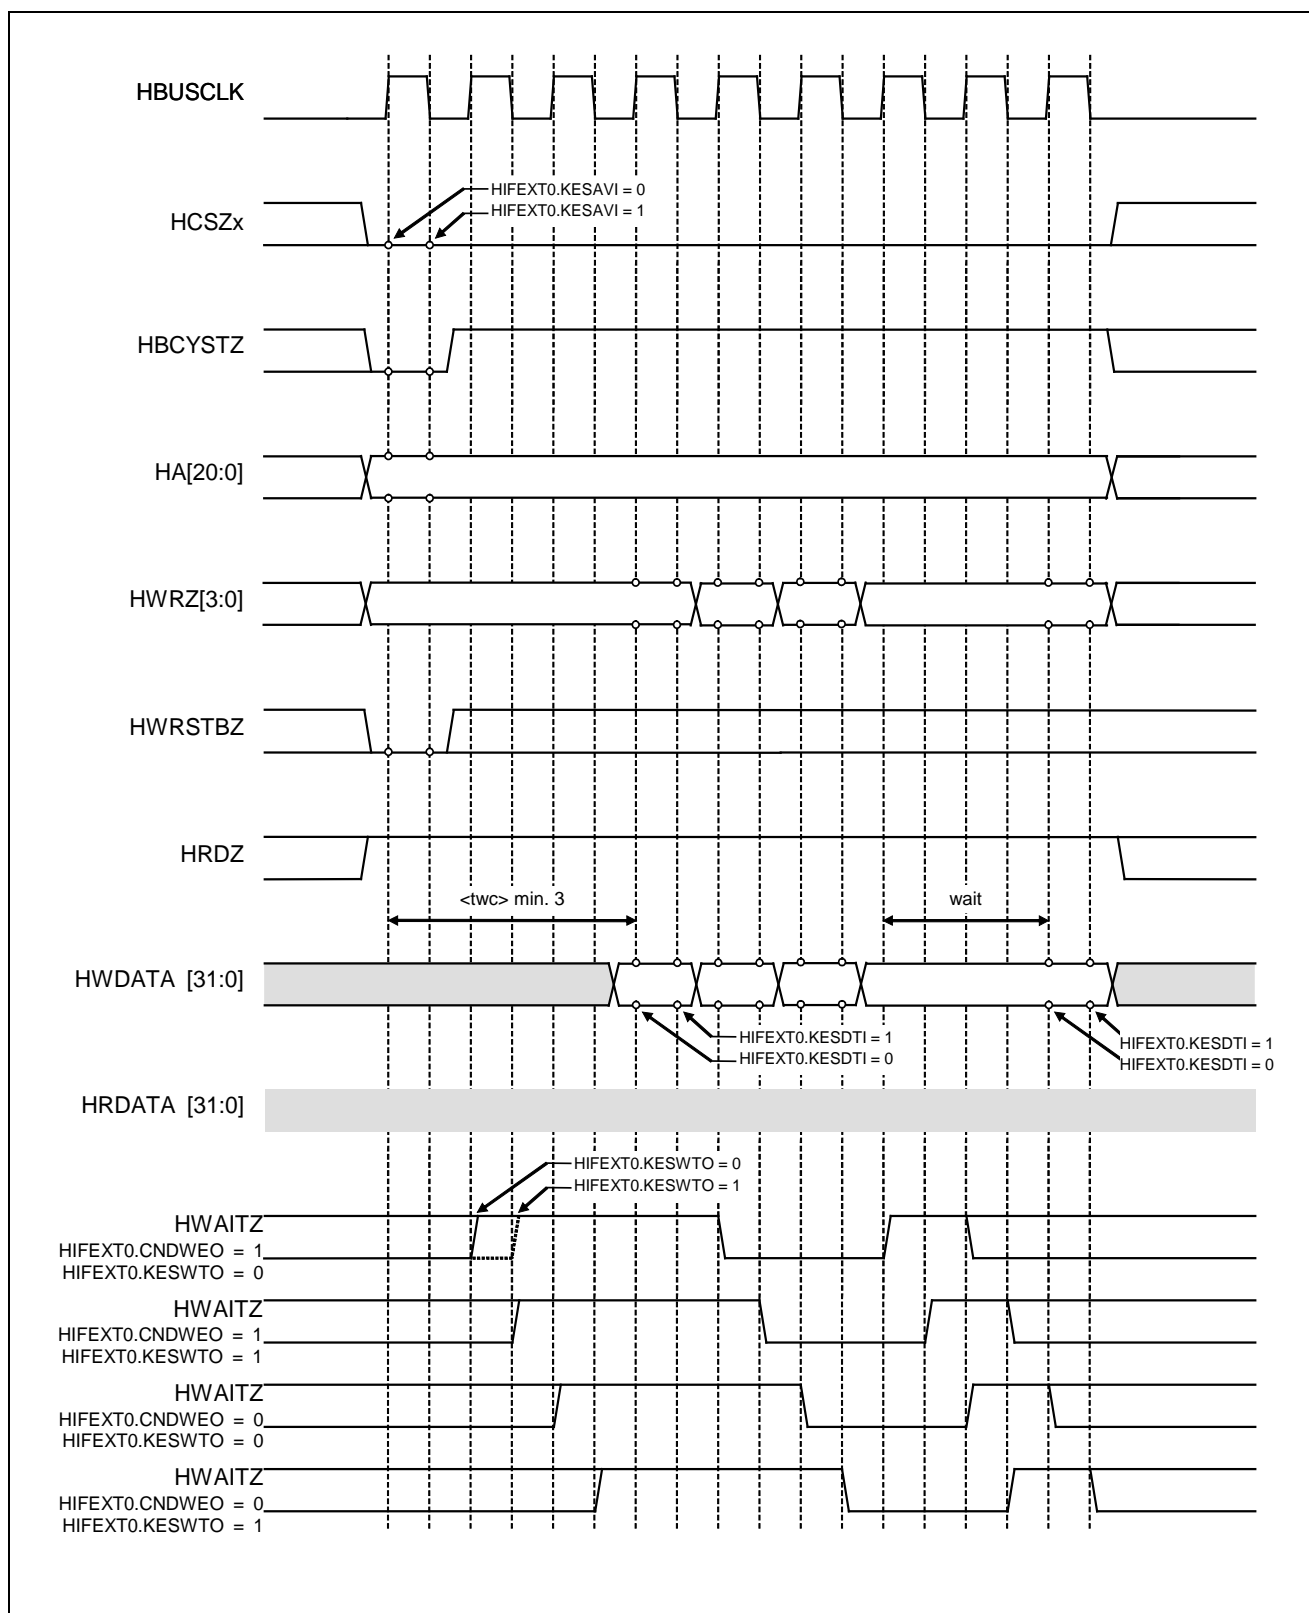 HBUSCLK
HIFEXT0.KESAVI = 0
HIFEXT0.KESAVI = 1
HCSZx
HBCYSTZ
HA[20:0]
HWRZ[3:0]
HWRSTBZ
HRDZ
<twc> min. 3
wait
HWDATA [31:0]
HIFEXT0.KESDTI = 1
HIFEXT0.KESDTI = 0
HIFEXT0.KESDTI = 1
HIFEXT0.KESDTI = 0
HRDATA [31:0]
HIFEXT0.KESWTO = 0
HIFEXT0.KESWTO = 1
HWAITZ
HIFEXT0.CNDWEO = 1
HIFEXT0.KESWTO = 0
HWAITZ
HIFEXT0.CNDWEO = 1
HIFEXT0.KESWTO = 1
HWAITZ
HIFEXT0.CNDWEO = 0
HIFEXT0.KESWTO = 0
HWAITZ
HIFEXT0.CNDWEO = 0
HIFEXT0.KESWTO = 1